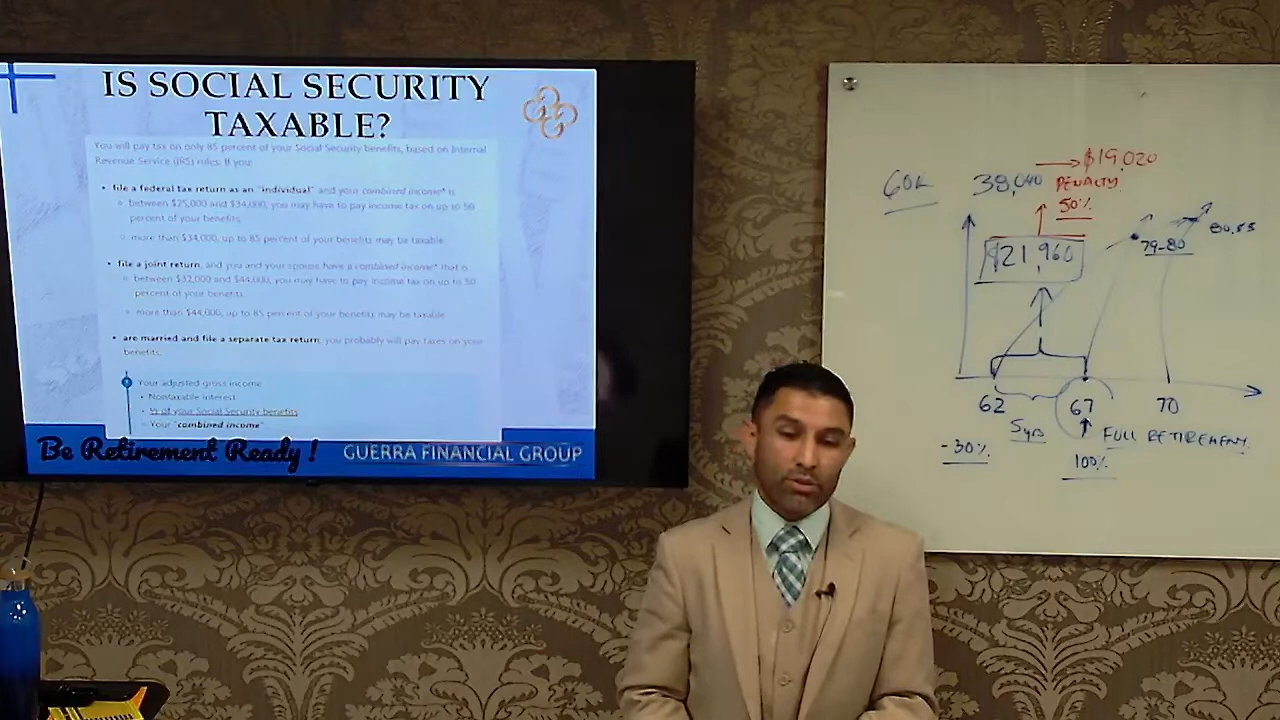 IS SOCIAL SECURITY
TAXABLE?
You will pay tax on only 85 percent of your Social Security benefits, based on Internal
Revenue Service (IRS) rules. If you:
• file a federal tax return as an "individual" and your combined income* is
○ between $25,000 and $34,000, you may have to pay income tax on up to 50
percent of your benefits.
○ more than $34,000, up to 85 percent of your benefits may be taxable.
• file a joint return, and you and your spouse have a combined income* that is
○ between $32,000 and $44,000, you may have to pay income tax on up to 50
percent of your benefits.
○ more than $44,000, up to 85 percent of your benefits may be taxable.
• are married and file a separate tax return, you probably will pay taxes on your
benefits.
Your adjusted gross income
+ Nontaxable interest
+ ½ of your Social Security benefits
= Your "combined income"
Be Retirement Ready !
GUERRA FINANCIAL GROUP
→ $19,020
60k 38,040 PENALTY
50%
$21,960
79-80
62 67 70
5yrs
FULL RETIREMENT
-30%
100%